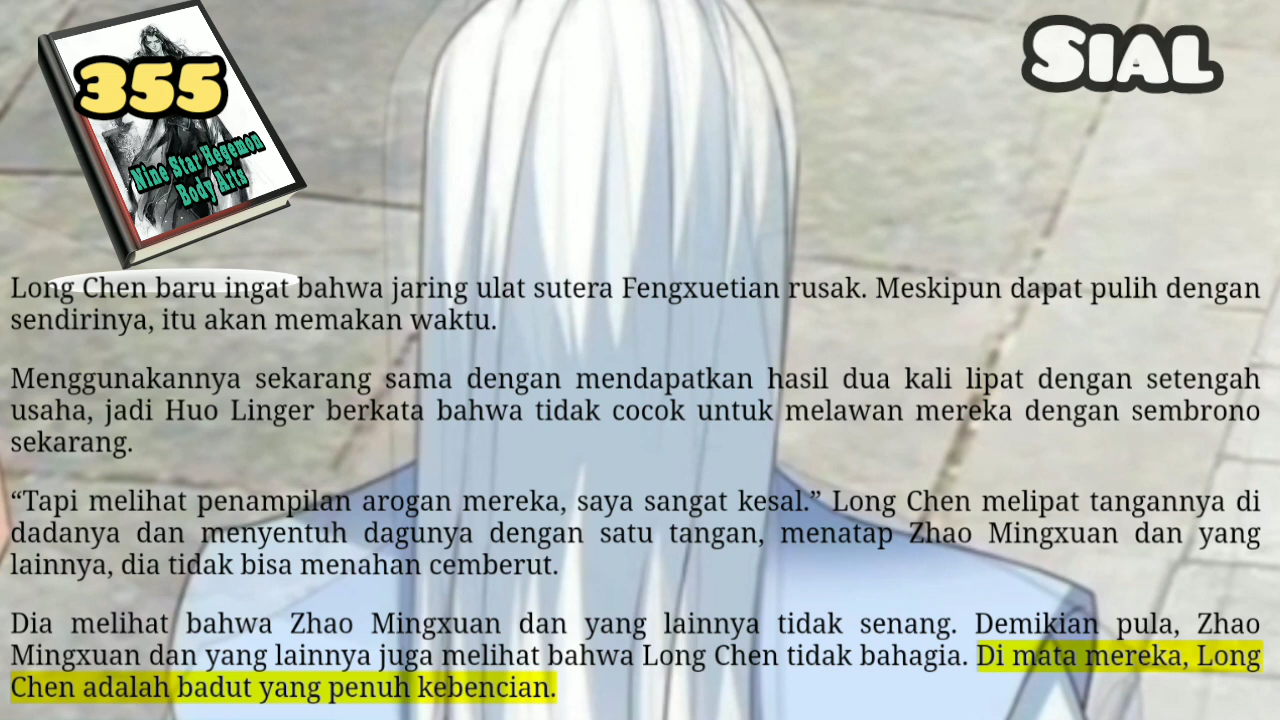 355
Nine Star Hegemon
Body Arts
Sial
Long Chen baru ingat bahwa jaring ulat sutera Fengxuetian rusak. Meskipun dapat pulih dengan
sendirinya, itu akan memakan waktu.
Menggunakannya sekarang sama dengan mendapatkan hasil dua kali lipat dengan setengah
usaha, jadi Huo Linger berkata bahwa tidak cocok untuk melawan mereka dengan sembrono
sekarang.
“Tapi melihat penampilan arogan mereka, saya sangat kesal.” Long Chen melipat tangannya di
dadanya dan menyentuh dagunya dengan satu tangan, menatap Zhao Mingxuan dan yang
lainnya, dia tidak bisa menahan cemberut.
Dia melihat bahwa Zhao Mingxuan dan yang lainnya tidak senang. Demikian pula, Zhao
Mingxuan dan yang lainnya juga melihat bahwa Long Chen tidak bahagia. Di mata mereka, Long
Chen adalah badut yang penuh kebencian.